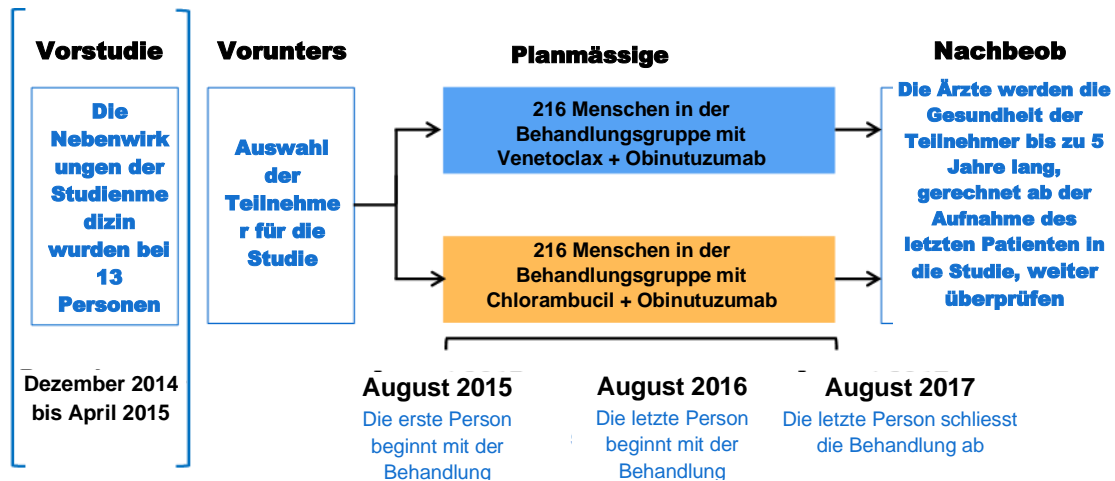 Vorstudie
Vorunters
Planmässige
Nachbeob
Die
Nebenwirk
ungen der
Studienme
dizin
wurden bei
13
Personen
Auswahl
der
Teilnehme
r für die
Studie
216 Menschen in der
Behandlungsgruppe mit
Venetoclax + Obinutuzumab
216 Menschen in der
Behandlungsgruppe mit
Chlorambucil + Obinutuzumab
Die Ärzte werden die
Gesundheit der
Teilnehmer bis zu 5
Jahre lang,
gerechnet ab der
Aufnahme des
letzten Patienten in
die Studie, weiter
überprüfen
Dezember 2014
bis April 2015
August 2015
Die erste Person
beginnt mit der
Behandlung
August 2016
Die letzte Person
beginnt mit der
Behandlung
August 2017
Die letzte Person schliesst
die Behandlung ab